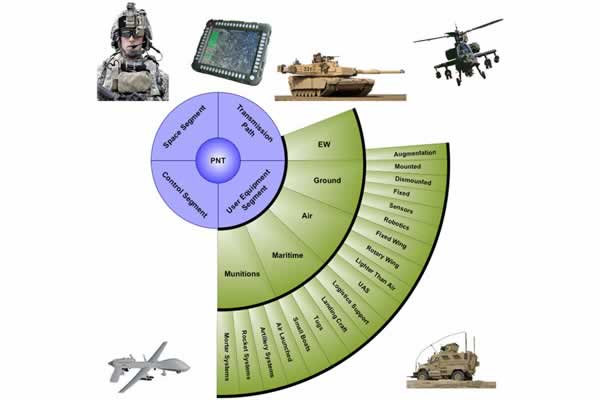 Space Segment
Transmission
Path
PNT
Control Segment
User Equipment
Segment
EW
Ground
Air
Maritime
Munitions
Augmentation
Mounted
Dismounted
Fixed
Sensors
Robotics
Fixed Wing
Rotery Wing
Lighter Than Air
UAS
Logistics Support
Landing Craft
Tugs
Small Boats
Air Launched
Artillery Systems
Rocket Systems
Mortar Systems